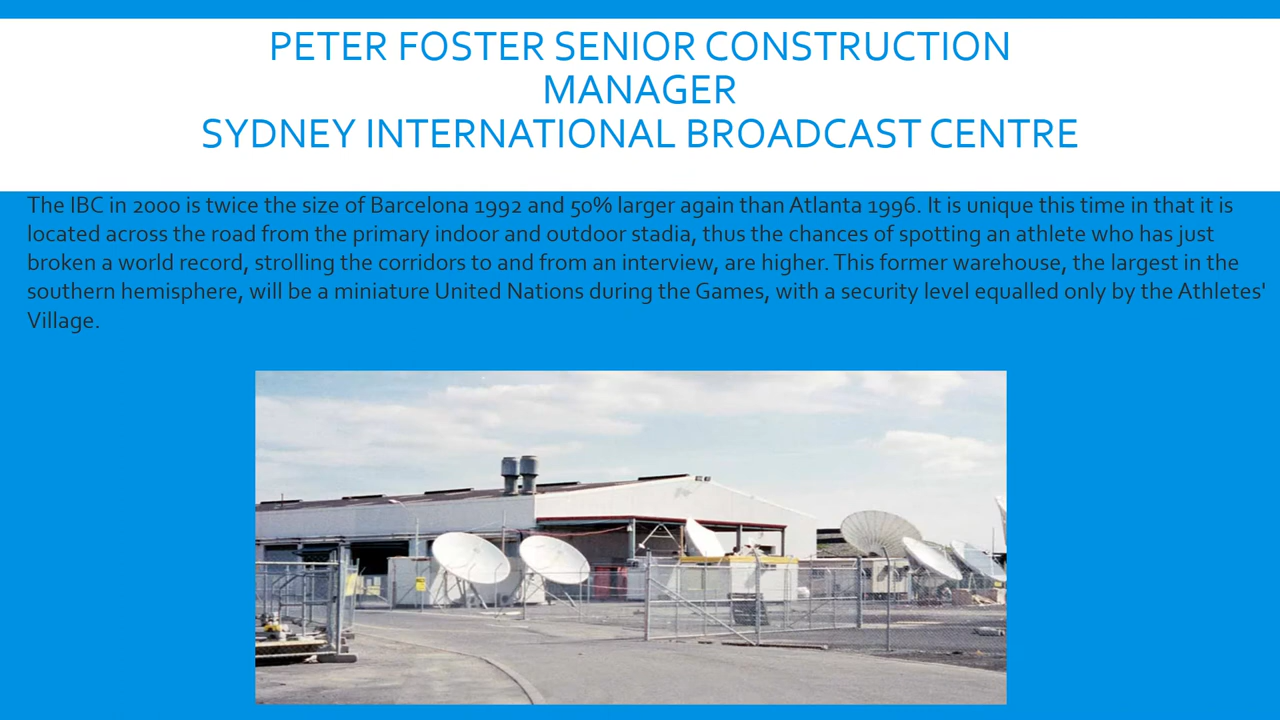 PETER FOSTER SENIOR CONSTRUCTION
MANAGER
SYDNEY INTERNATIONAL BROADCAST CENTRE
The IBC in 2000 is twice the size of Barcelona 1992 and 50% larger again than Atlanta 1996. It is unique this time in that it is
located across the road from the primary indoor and outdoor stadia, thus the chances of spotting an athlete who has just
broken a world record, strolling the corridors to and from an interview, are higher. This former warehouse, the largest in the
southern hemisphere, will be a miniature United Nations during the Games, with a security level equalled only by the Athletes'
Village.